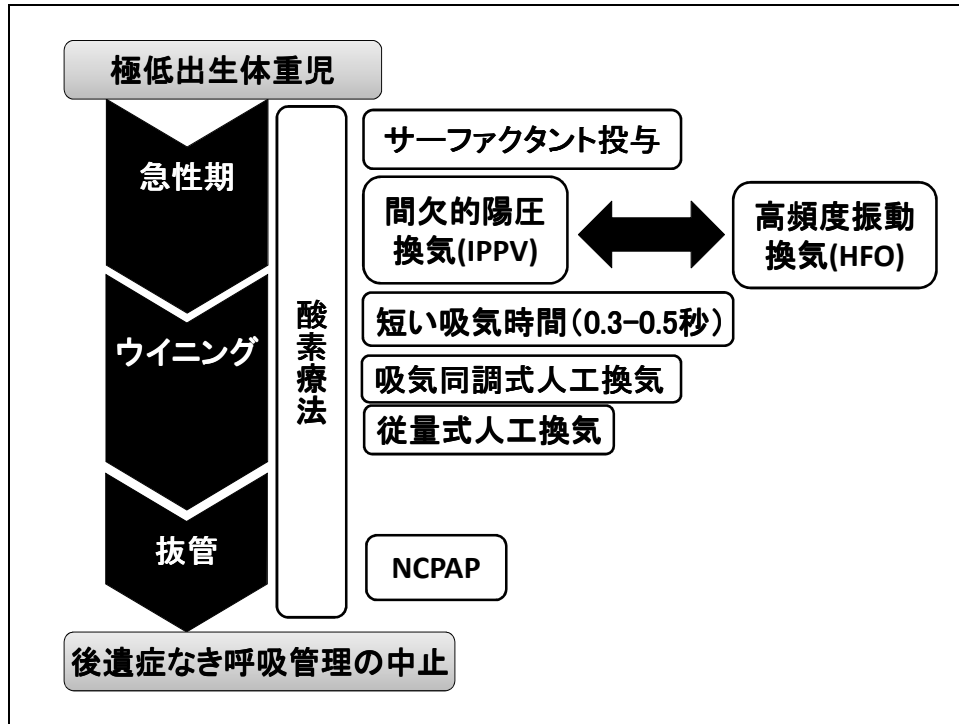 極低出生体重児
急性期
ウイニング
抜管
酸素療法
サーファクタント投与
間欠的陽圧
換気(IPPV)
高頻度振動
換気(HFO)
短い吸気時間(0.3-0.5秒)
吸気同調式人工換気
従量式人工換気
NCPAP
後遺症なき呼吸管理の中止